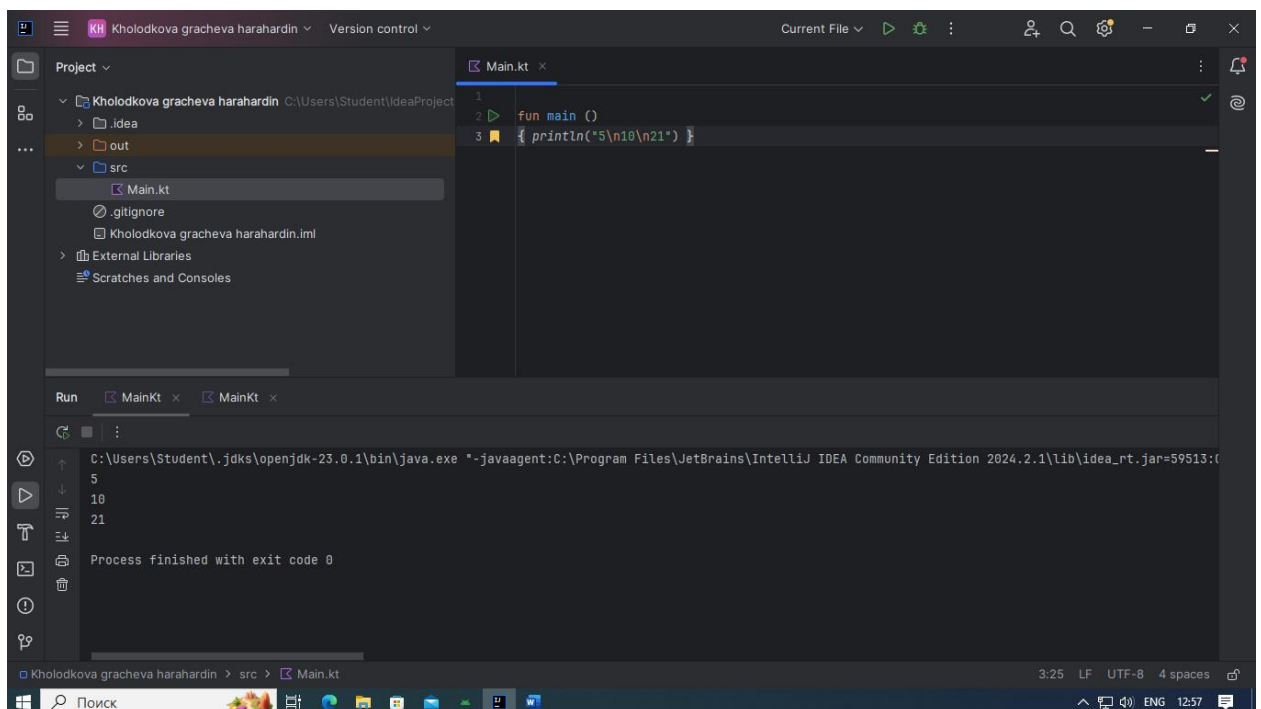 KH Kholodkova gracheva harahardin Version control Current File
Project
Main.kt
Kholodkova gracheva harahardin C:\Users\Student\IdeaProject
.idea
out
src
Main.kt
.gitignore
Kholodkova gracheva harahardin.iml
External Libraries
Scratches and Consoles
1
2 fun main ()
3 { println("5\n10\n21") }
Run MainKt MainKt
C:\Users\Student\.jdks\openjdk-23.0.1\bin\java.exe "-javaagent:C:\Program Files\JetBrains\IntelliJ IDEA Community Edition 2024.2.1\lib\idea_rt.jar=59513:
5
10
21
Process finished with exit code 0
Kholodkova gracheva harahardin > src > Main.kt 3:25 LF UTF-8 4 spaces
Поиск ENG 12:57